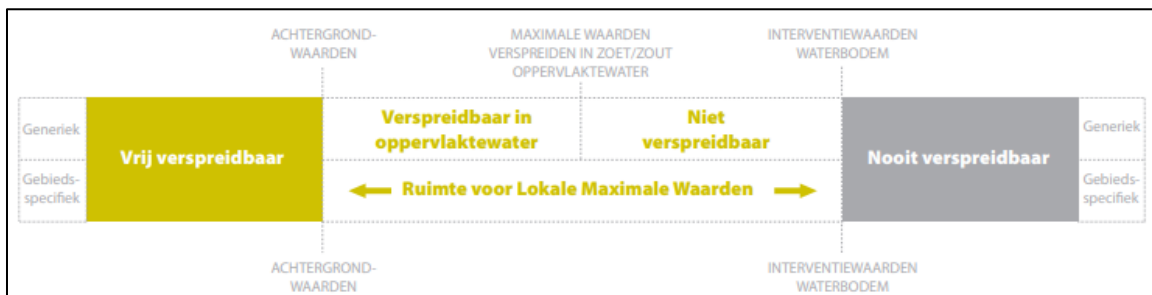 ACHTERGROND-
WAARDEN
MAXIMALE WAARDEN
VERSPREIDEN IN ZOET/ZOUT
OPPERVLAKTEWATER
INTERVENTIEWAARDEN
WATERBODEM
Generiek
Vrij verspreidbaar
Verspreidbaar in
oppervlaktewater
Niet
verspreidbaar
Nooit verspreidbaar
Generiek
Gebieds-
specifiek
Ruimte voor Lokale Maximale Waarden
Gebieds-
specifiek
ACHTERGROND-
WAARDEN
INTERVENTIEWAARDEN
WATERBODEM